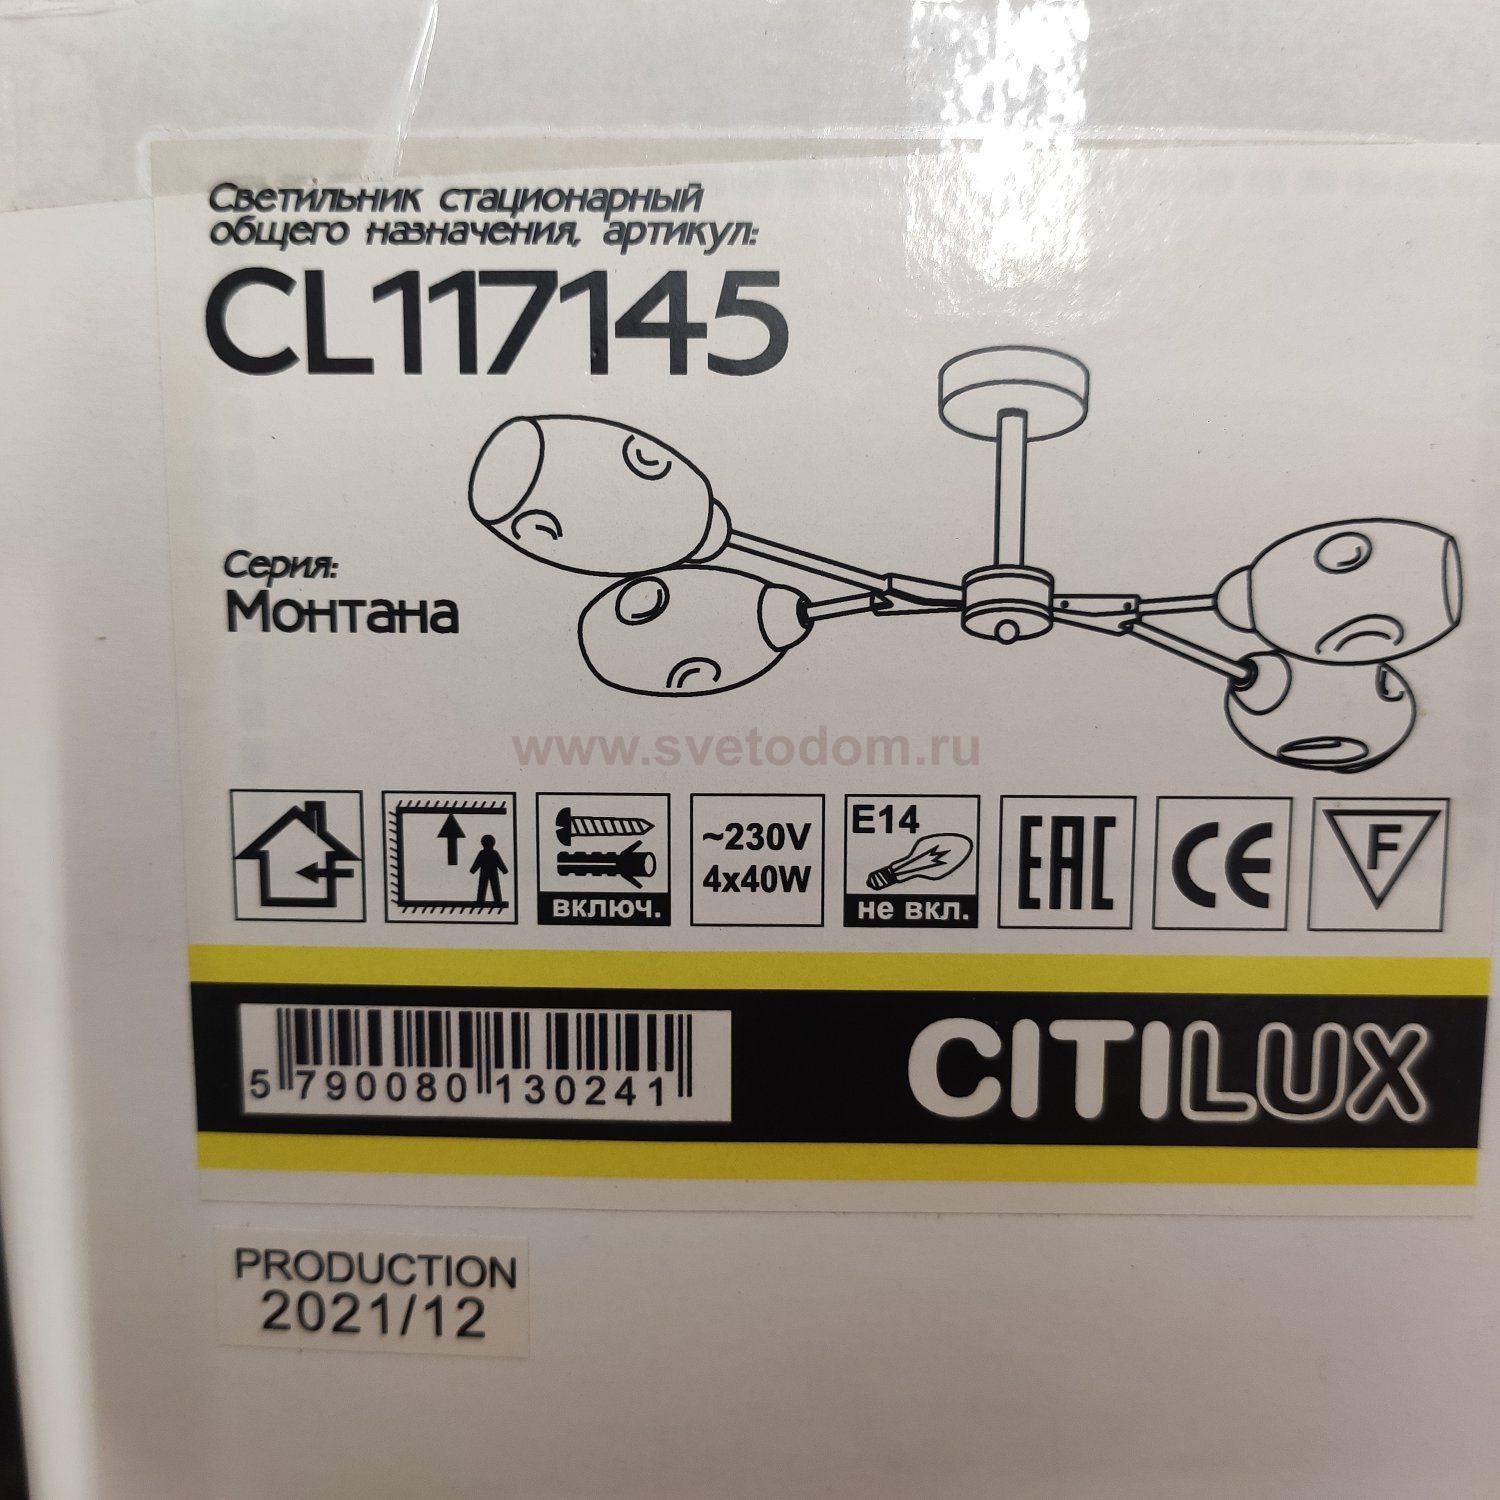 Светильник стационарный
общего назначения, артикул:
CL117145
Серия:
Монтана
www.svetodom.ru
включ.
~230V
4x40W
E14
не вкл.
EAC
CE
F
5 790080 130241
CITILUX
PRODUCTION
2021/12